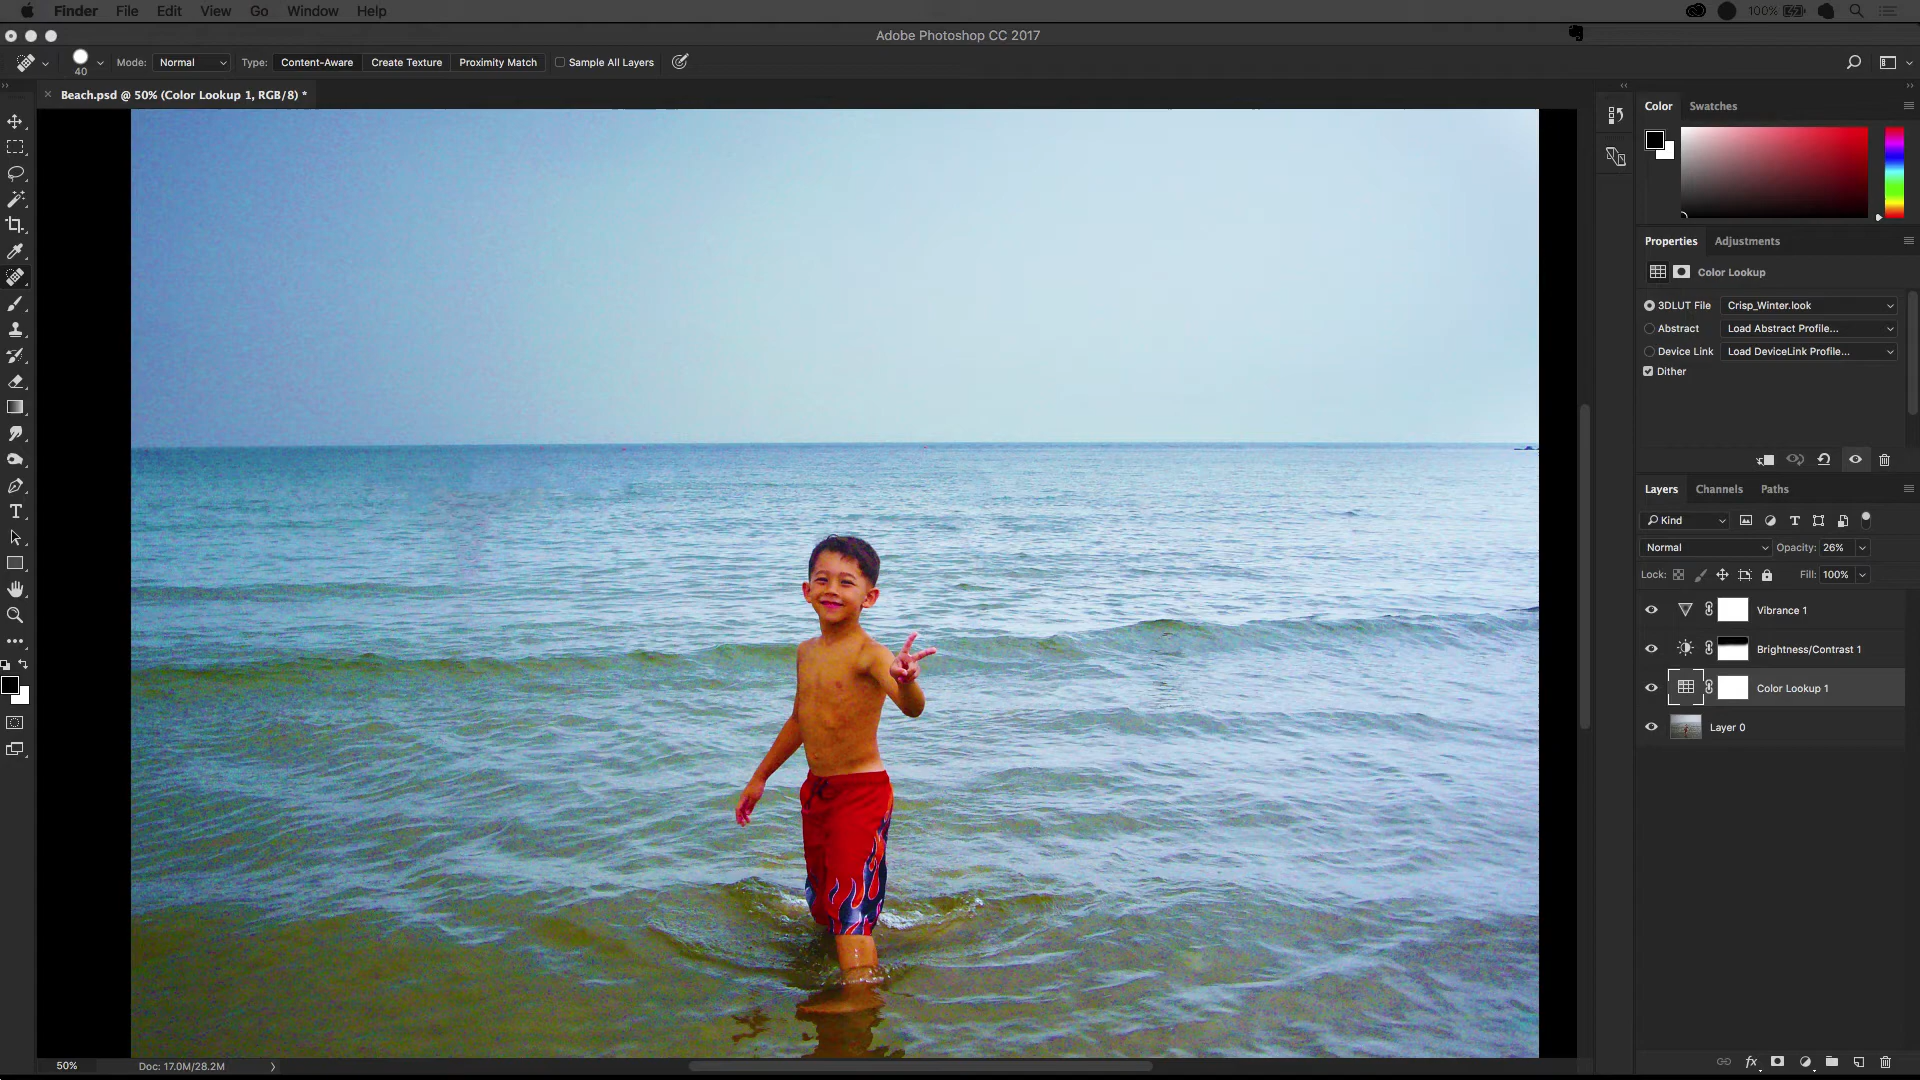 Finder File Edit View Go Window Help 100%
Adobe Photoshop CC 2017
40 Mode: Normal Type: Content-Aware Create Texture Proximity Match Sample All Layers
Beach.psd @ 50% (Color Lookup 1, RGB/8) *
Color Swatches
Properties Adjustments
Color Lookup
3DLUT File Crisp_Winter.look
Abstract Load Abstract Profile...
Device Link Load DeviceLink Profile...
Dither
Layers Channels Paths
Kind
Normal Opacity: 26%
Lock: Fill: 100%
Vibrance 1
Brightness/Contrast 1
Color Lookup 1
Layer 0
50% Doc: 17.0M/28.2M